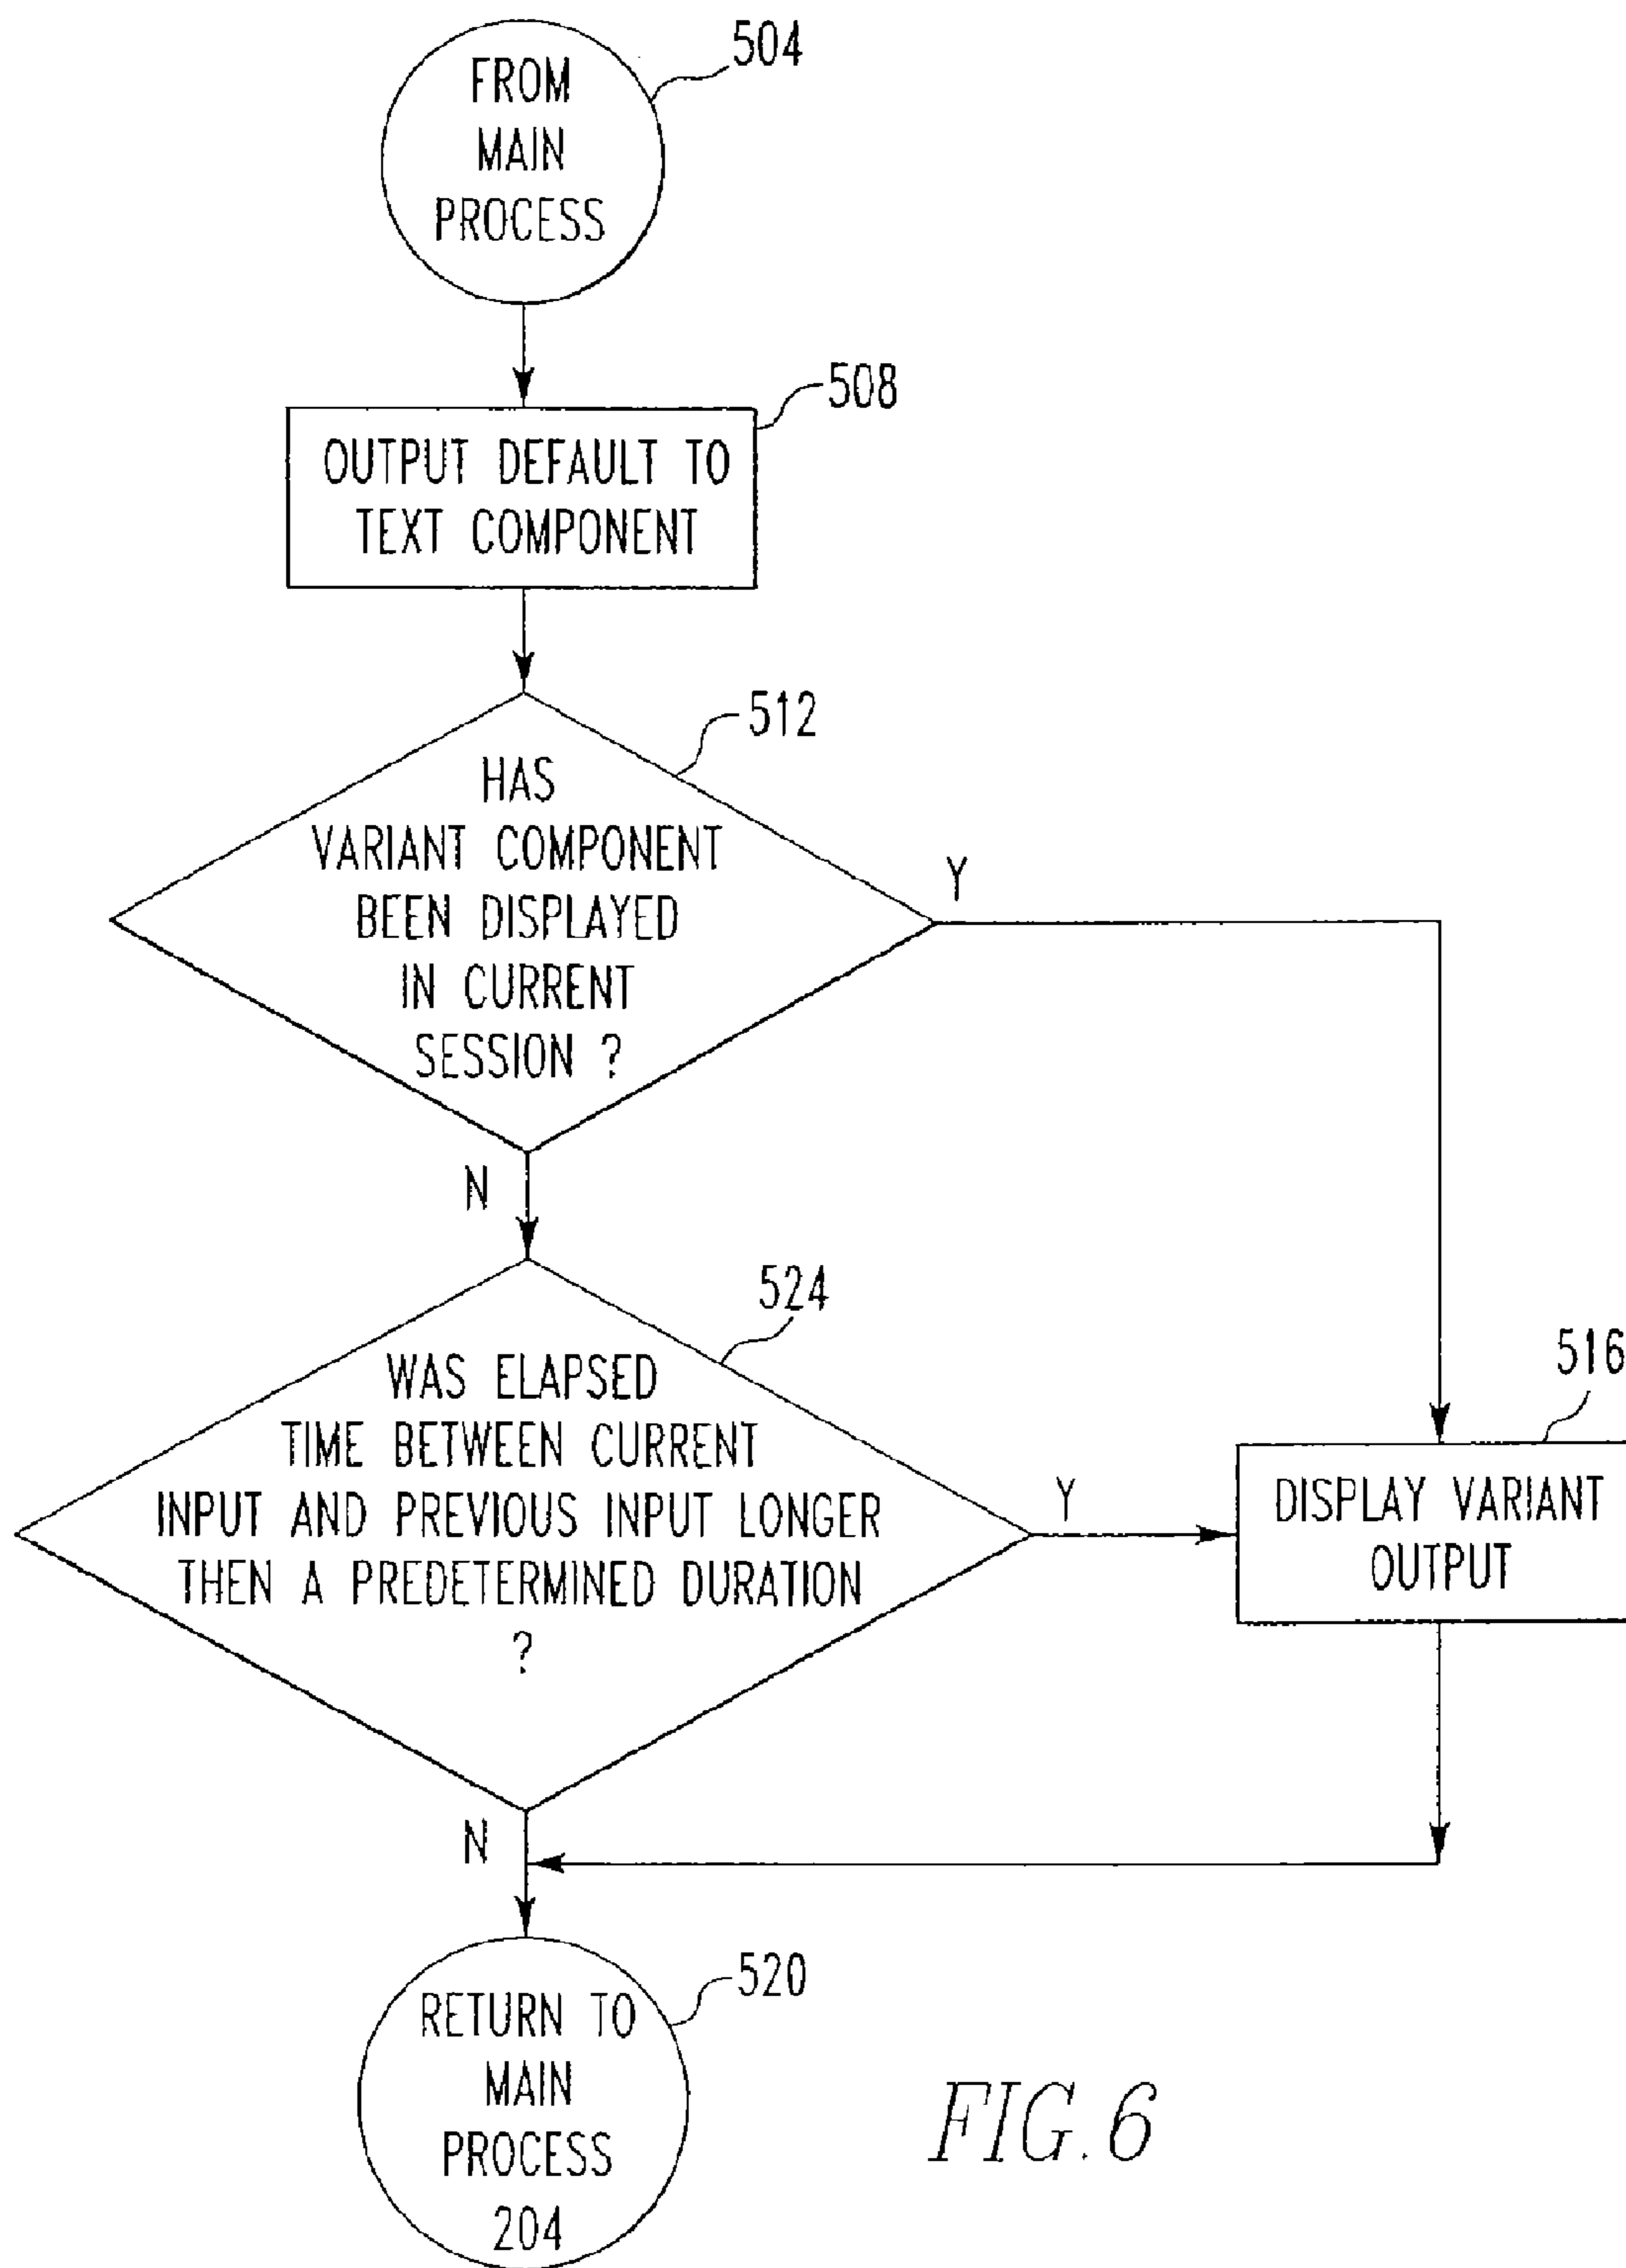 504
FROM
MAIN
PROCESS
508
OUTPUT DEFAULT TO
TEXT COMPONENT
512
HAS
VARIANT COMPONENT
BEEN DISPLAYED
IN CURRENT
SESSION ?
Y
N
524
WAS ELAPSED
TIME BETWEEN CURRENT
INPUT AND PREVIOUS INPUT LONGER
THEN A PREDETERMINED DURATION
?
Y
516
DISPLAY VARIANT
OUTPUT
N
520
RETURN TO
MAIN
PROCESS
204
FIG.6